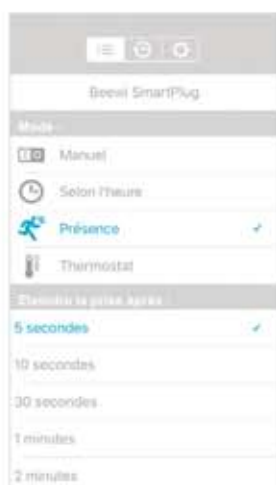 Beewi SmartPlug
Mode
Manuel
Selon l'heure
Présence
Thermostat
Éteindre la prise après
5 secondes
10 secondes
30 secondes
1 minutes
2 minutes